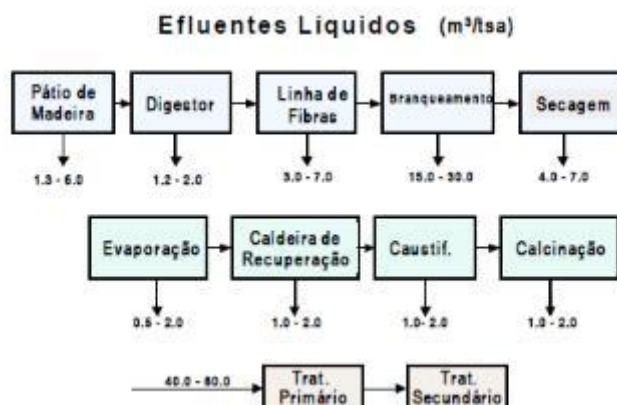 Efluentes Líquidos (m³/tsa)
Pátio de
Madeira
Digestor
Linha de
Fibras
Branqueamento
Secagem
1.3 - 6.0
1.2 - 2.0
3.0 - 7.0
15.0 - 30.0
4.0 - 7.0
Evaporação
Caldeira de
Recuperação
Caustif.
Calcinação
0.5 - 2.0
1.0 - 2.0
1.0- 2.0
1.0 - 2.0
40.0 - 60.0
Trat.
Primário
Trat.
Secundário